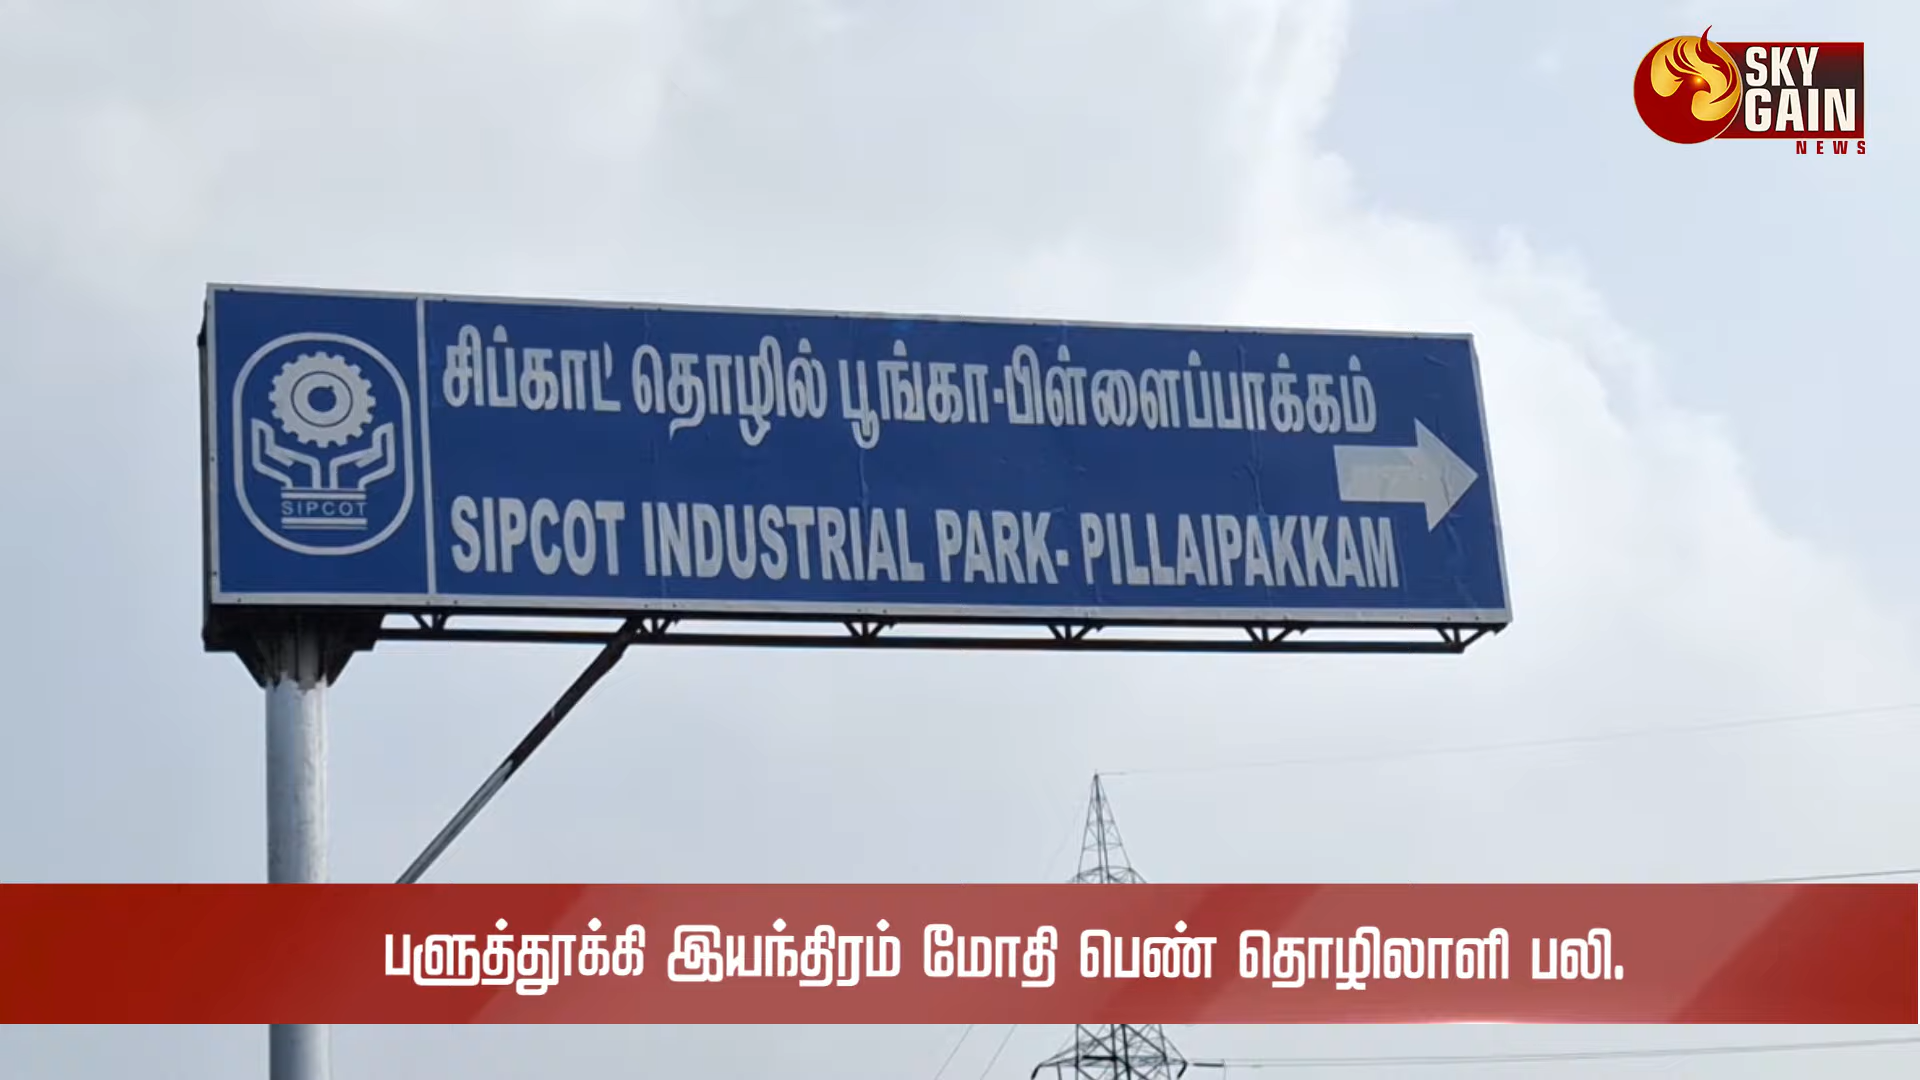 SKY
GAIN
NEWS
சிப்காட் தொழில் பூங்கா-பிள்ளைப்பாக்கம்
SIPCOT
SIPCOT INDUSTRIAL PARK- PILLAIPAKKAM
பளுத்தூக்கி இயந்திரம் மோதி பெண் தொழிலாளி பலி.